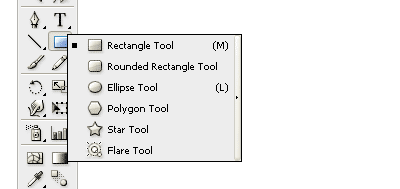 T
Rectangle Tool (M)
Rounded Rectangle Tool
Ellipse Tool (L)
Polygon Tool
Star Tool
Flare Tool